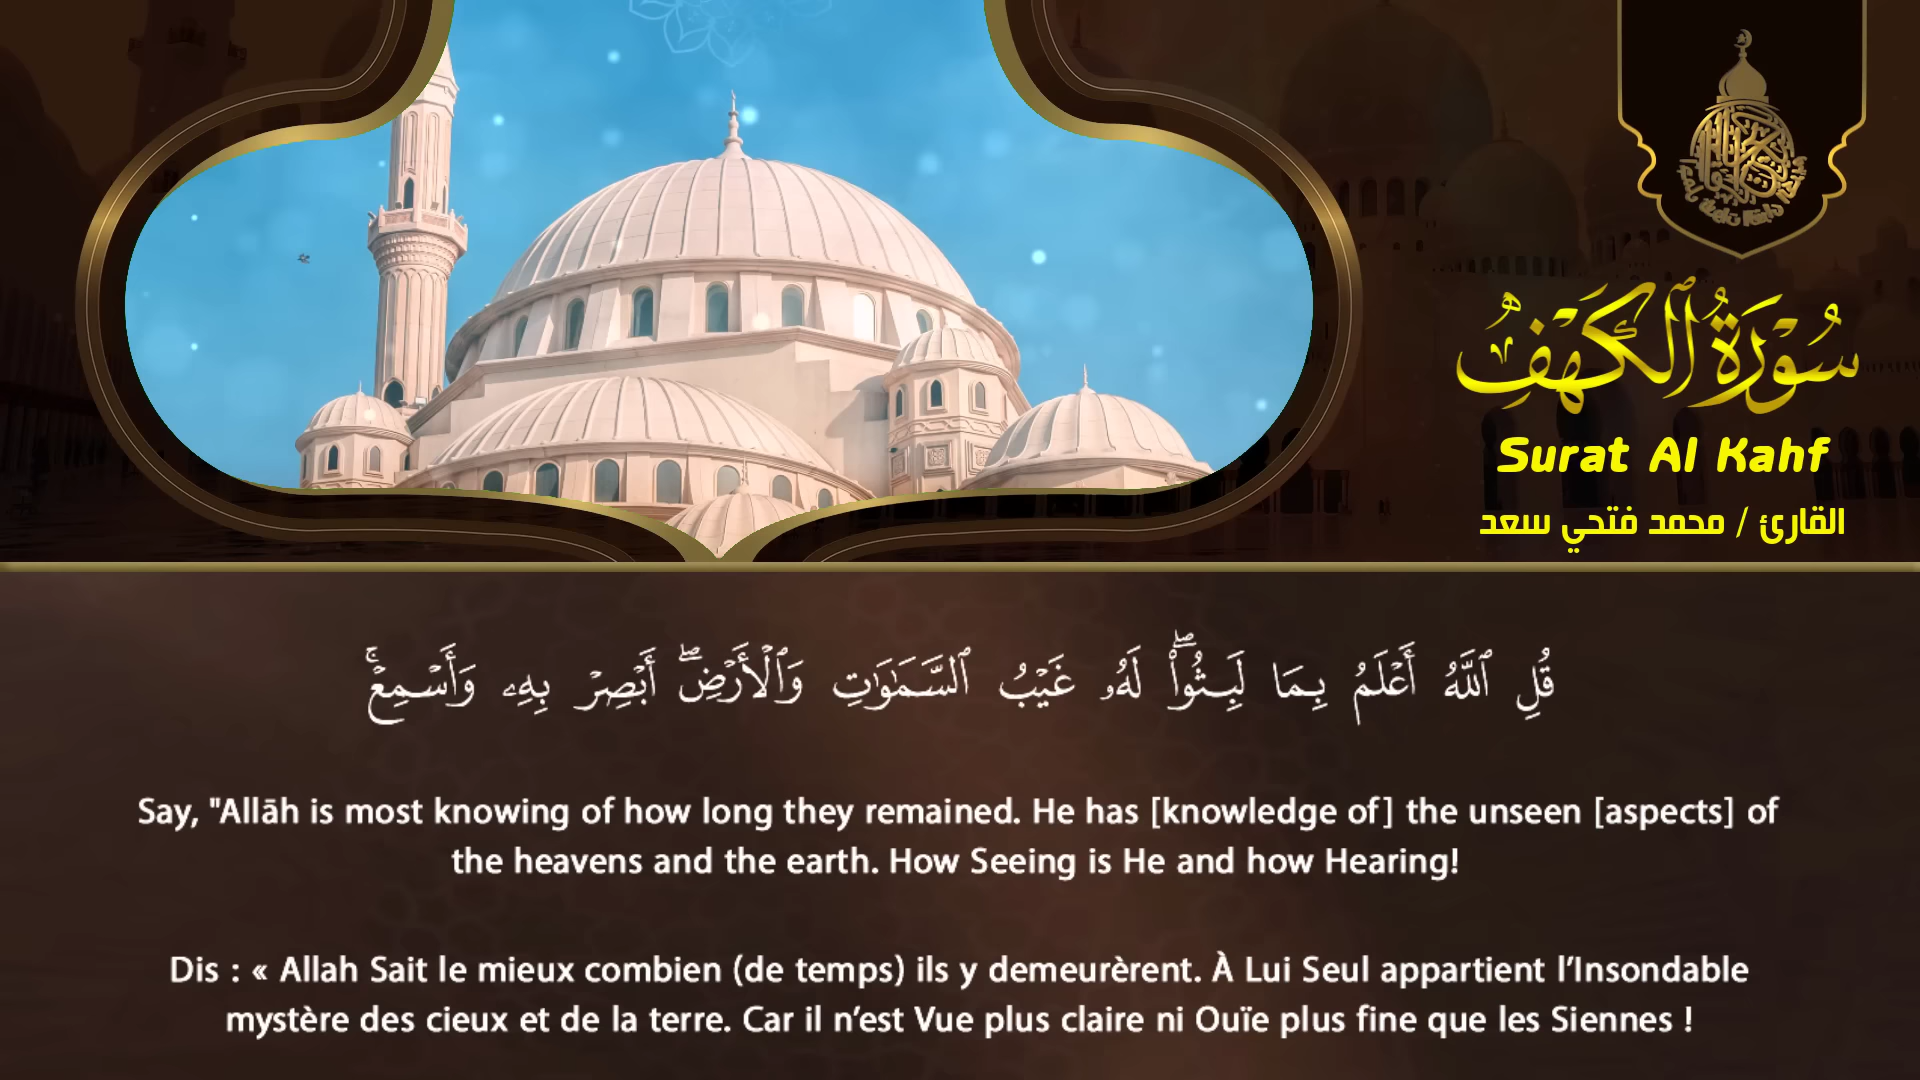 سُورَةُ ٱلْكَهْفِ
Surat Al Kahf
القارئ / محمد فتحي سعد
قُلِ ٱللَّهُ أَعْلَمُ بِمَا لَبِثُوا۟ ۖ لَهُۥ غَيْبُ ٱلسَّمَـٰوَٰتِ وَٱلْأَرْضِ ۖ أَبْصِرْ بِهِۦ وَأَسْمِعْ ۚ
Say, "Allāh is most knowing of how long they remained. He has [knowledge of] the unseen [aspects] of
the heavens and the earth. How Seeing is He and how Hearing!
Dis : « Allah Sait le mieux combien (de temps) ils y demeurèrent. À Lui Seul appartient l’Insondable
mystère des cieux et de la terre. Car il n’est Vue plus claire ni Ouïe plus fine que les Siennes !